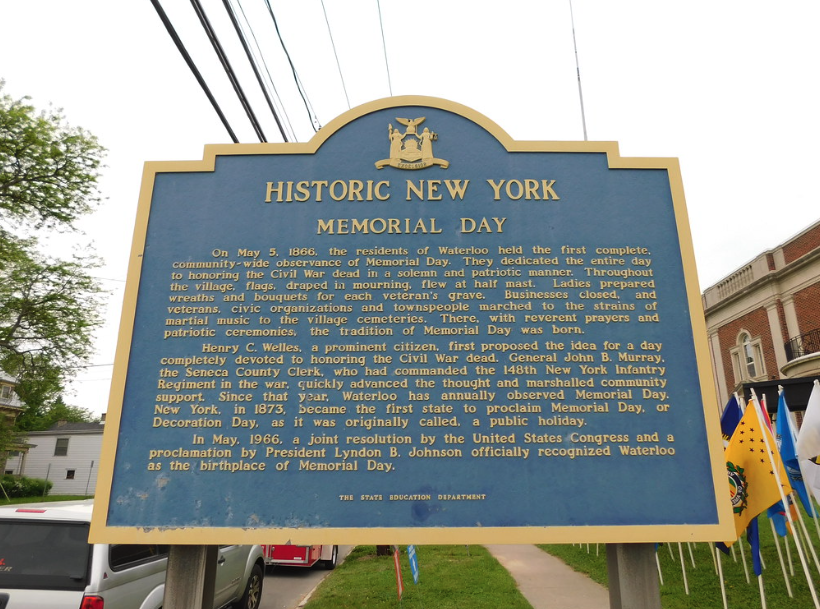 HISTORIC NEW YORK
MEMORIAL DAY
On May 5, 1866, the residents of Waterloo held the first complete,
community-wide observance of Memorial Day. They dedicated the entire day
to honoring the Civil War dead in a solemn and patriotic manner. Throughout
the village, flags, draped in mourning, flew at half mast. Ladies prepared
wreaths and bouquets for each veteran's grave. Businesses closed, and
veterans, civic organizations and townspeople marched to the strains of
martial music to the village cemeteries. There, with reverent prayers and
patriotic ceremonies, the tradition of Memorial Day was born.
Henry C. Welles, a prominent citizen, first proposed the idea for a day
completely devoted to honoring the Civil War dead. General John B. Murray,
the Seneca County Clerk, who had commanded the 148th New York Infantry
Regiment in the war, quickly advanced the thought and marshalled community
support. Since that year, Waterloo has annually observed Memorial Day.
New York, in 1873, became the first state to proclaim Memorial Day, or
Decoration Day, as it was originally called, a public holiday.
In May, 1966, a joint resolution by the United States Congress and a
proclamation by President Lyndon B. Johnson officially recognized Waterloo
as the birthplace of Memorial Day.
THE STATE EDUCATION DEPARTMENT